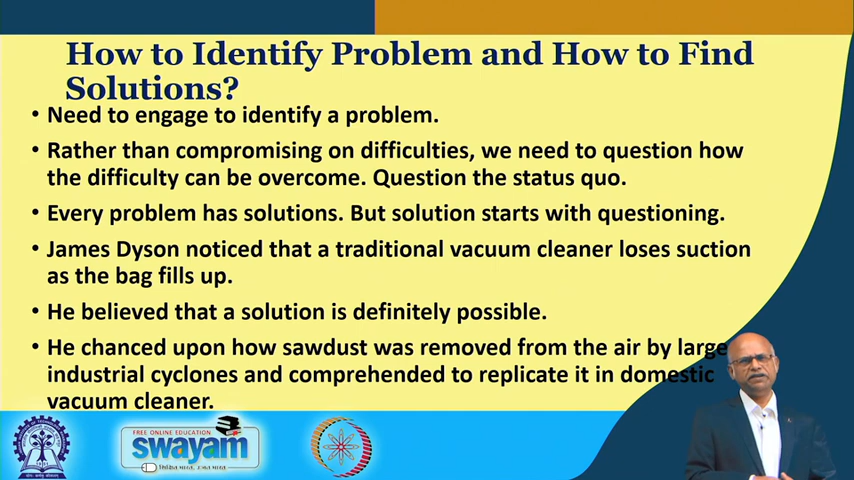 How to Identify Problem and How to Find
Solutions?
• Need to engage to identify a problem.
• Rather than compromising on difficulties, we need to question how
the difficulty can be overcome. Question the status quo.
• Every problem has solutions. But solution starts with questioning.
• James Dyson noticed that a traditional vacuum cleaner loses suction
as the bag fills up.
• He believed that a solution is definitely possible.
• He chanced upon how sawdust was removed from the air by large
industrial cyclones and comprehended to replicate it in domestic
vacuum cleaner.
FREE ONLINE EDUCATION
swayam